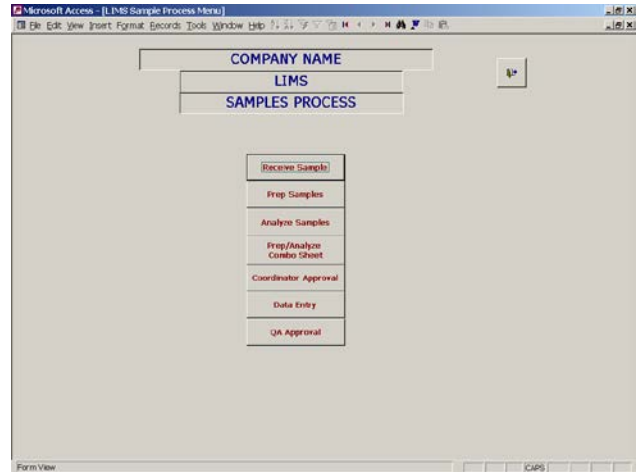 Microsoft Access - [LIMS Sample Process Menu]
File Edit View Insert Format Records Tools Window Help
COMPANY NAME
LIMS
SAMPLES PROCESS
Receive Sample
Prep Samples
Analyze Samples
Prep/Analyze
Combo Sheet
Coordinator Approval
Data Entry
QA Approval
Form View
CAPS